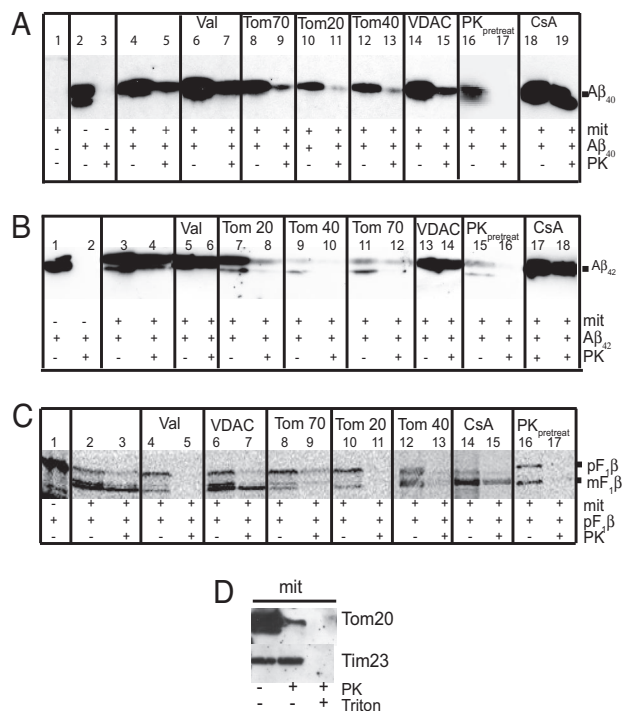 A
Val Tom70 Tom20 Tom40 VDAC PKpretreat CsA
1 2 3 4 5 6 7 8 9 10 11 12 13 14 15 16 17 18 19
Aβ40
+ - - + + + + + + + + + + + + + + + + mit
- + + + + + + + + + + + + + + + + + + Aβ40
- - + - + - + - + - + - + - + - + - + PK
B
Val Tom 20 Tom 40 Tom 70 VDAC PKpretreat CsA
1 2 3 4 5 6 7 8 9 10 11 12 13 14 15 16 17 18
Aβ42
- - + + + + + + + + + + + + + + + + mit
+ + + + + + + + + + + + + + + + + + Aβ42
- + - + - + - + - + - + - + - + + + PK
C
Val VDAC Tom 70 Tom 20 Tom 40 CsA PKpretreat
1 2 3 4 5 6 7 8 9 10 11 12 13 14 15 16 17
pF1β
mF1β
- + + + + + + + + + + + + + + + + mit
+ + + + + + + + + + + + + + + + + pF1β
- - + - + - + - + - + - + - + - + PK
D
mit
Tom20
Tim23
- + + PK
+ Triton